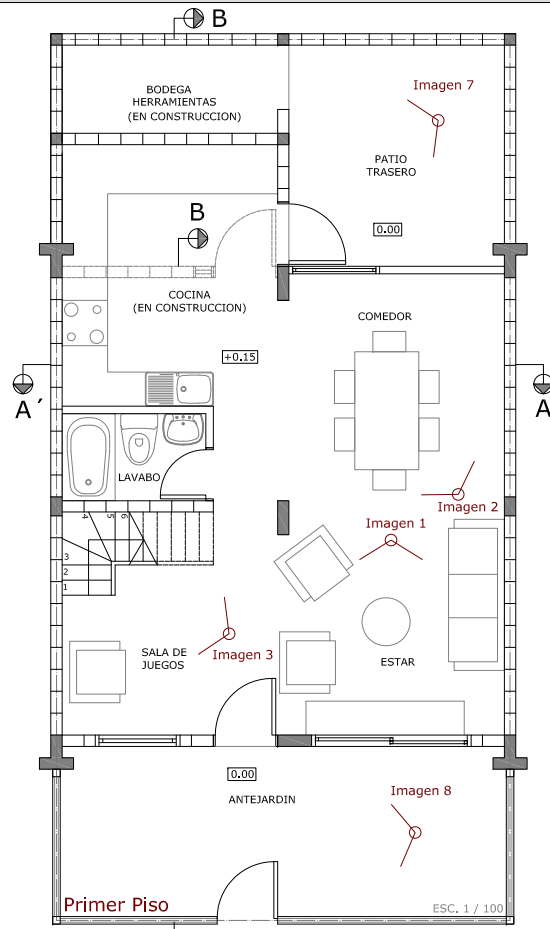 B
Imagen 7
BODEGA
HERRAMIENTAS
(EN CONSTRUCCION)
PATIO
TRASERO
B
0.00
COCINA
(EN CONSTRUCCION)
COMEDOR
+0.15
A´
A
LAVABO
Imagen 2
4
5
6
Imagen 1
3
2
1
SALA DE
JUEGOS
Imagen 3
ESTAR
0.00
Imagen 8
ANTEJARDIN
Primer Piso
ESC. 1 / 100